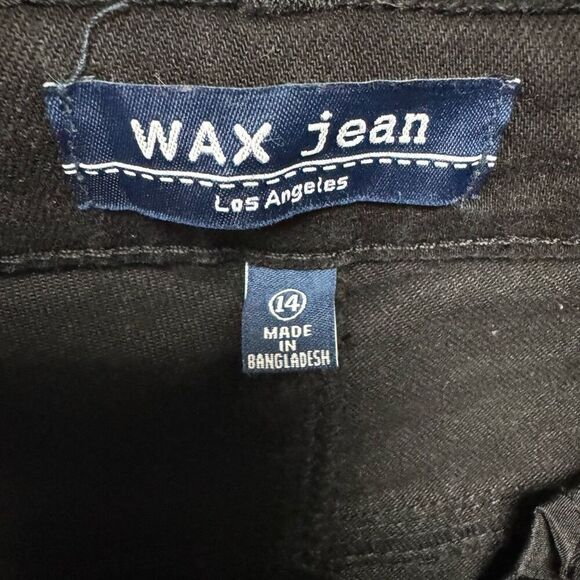 WAX jean
Los Angeles
14
MADE
IN
BANGLADESH